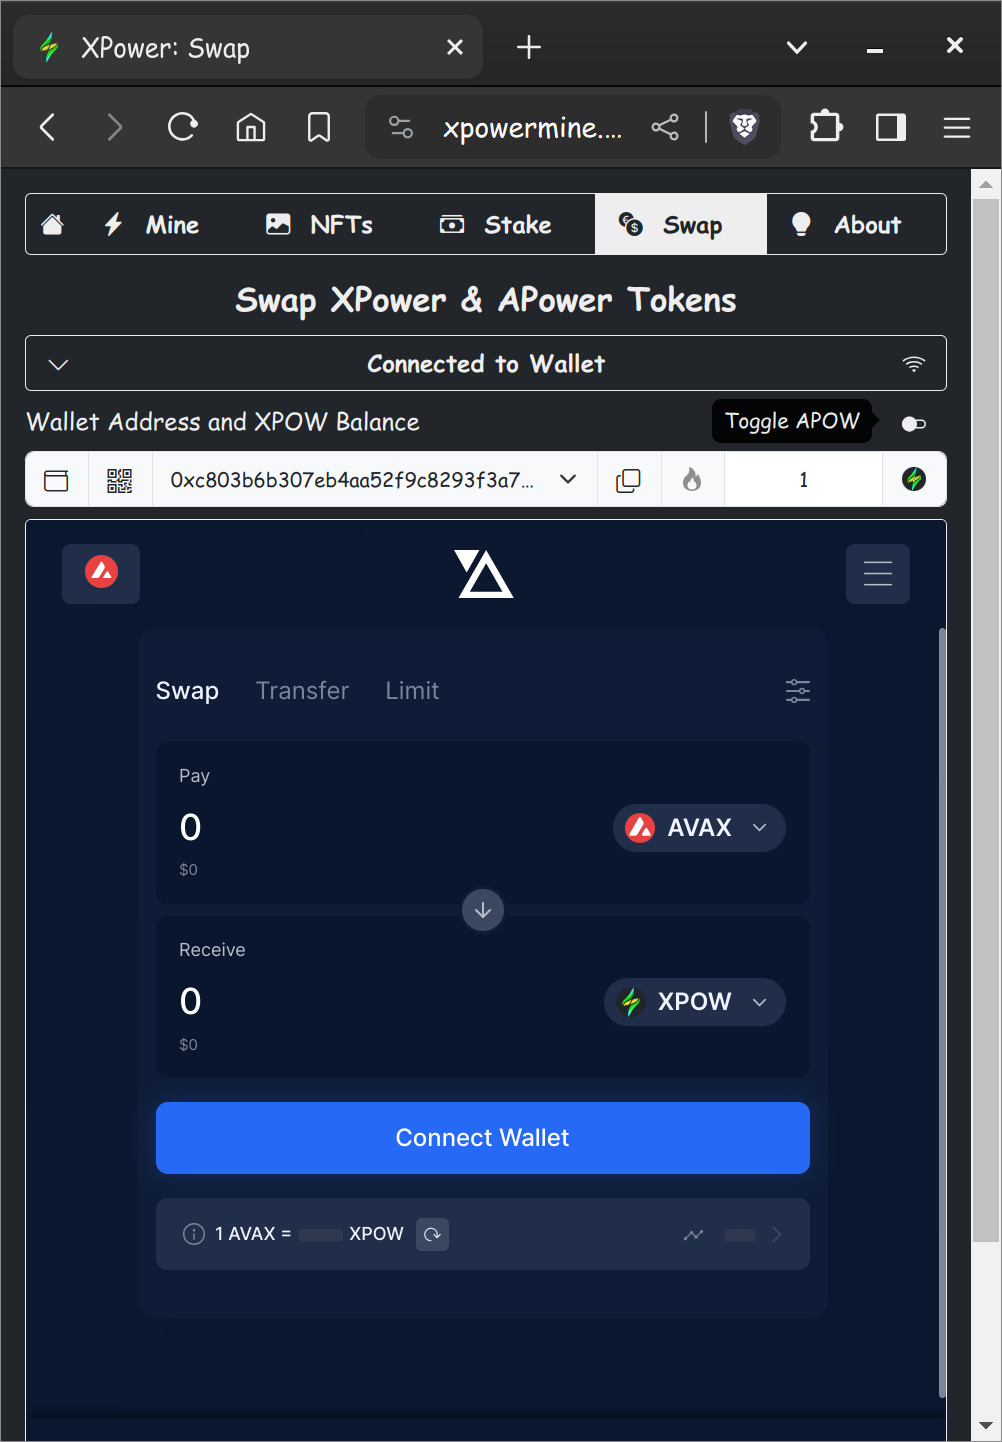 XPower: Swap
xpowermine....
Mine NFTs Stake Swap About
Swap XPower & APower Tokens
Connected to Wallet
Wallet Address and XPOW Balance
Toggle APOW
0xc803b6b307eb4aa52f9c8293f3a7... 1
Swap Transfer Limit
Pay
0 AVAX
$0
Receive
0 XPOW
$0
Connect Wallet
1 AVAX = XPOW